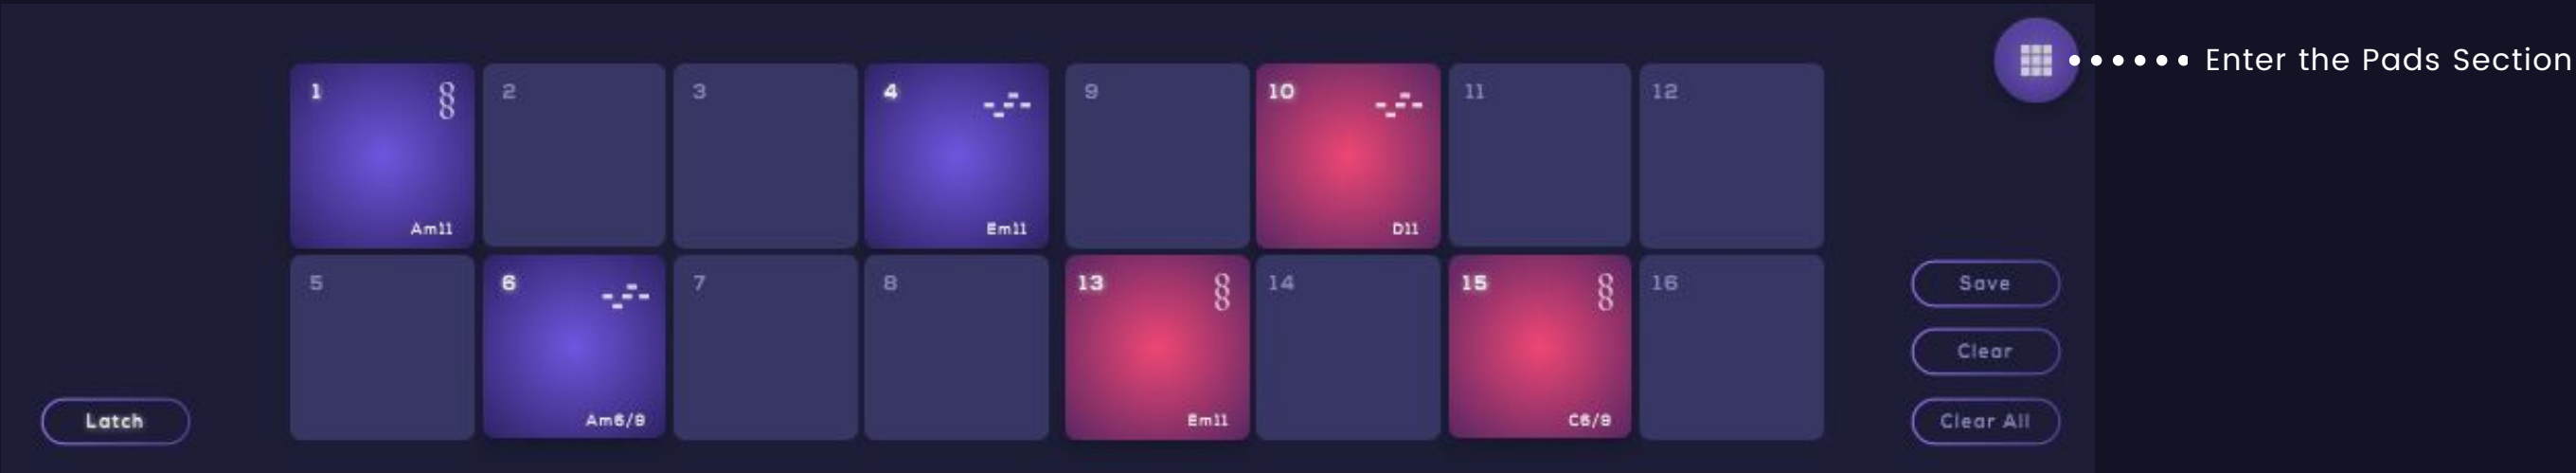 Enter the Pads Section
1
2
3
4
9
10
11
12
Am11
Em11
D11
5
6
7
8
13
14
15
16
Save
Clear
Latch
Am6/9
Em11
C6/9
Clear All